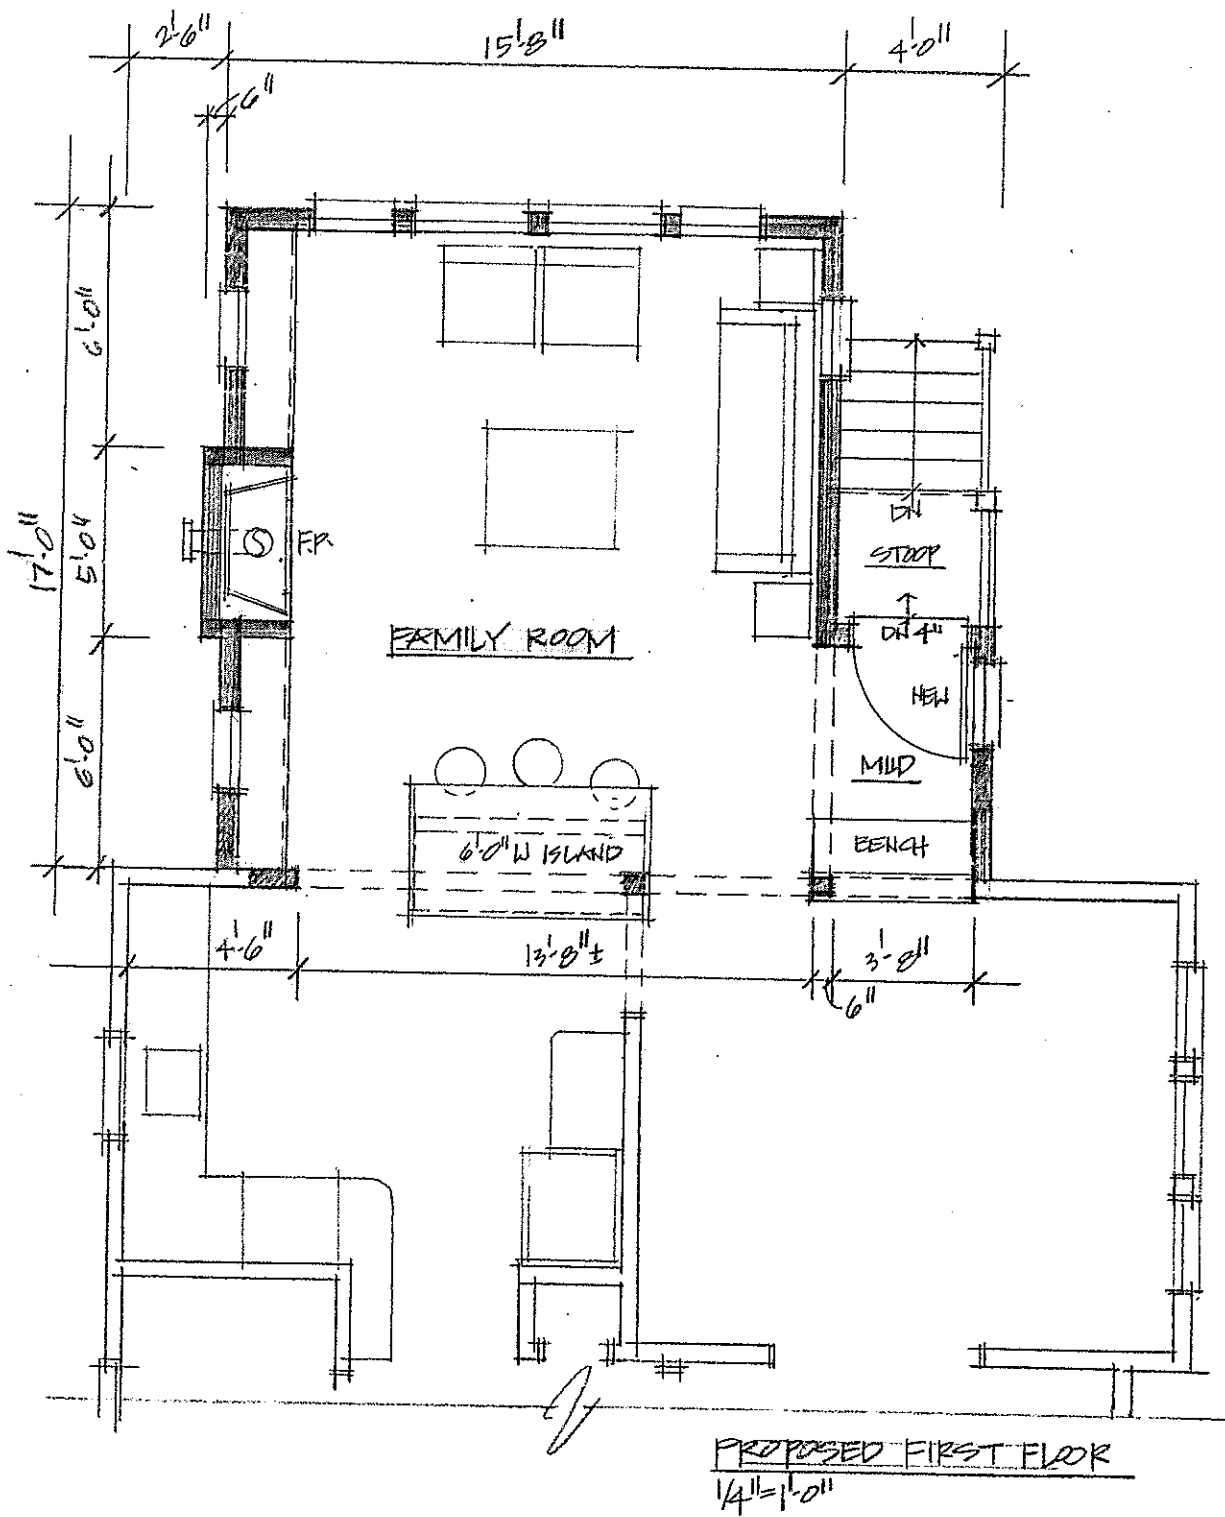 2'-6"
15'-8"
4'-0"
6"
6'-0"
17'-0"
5'-0"
F.P.
DN
STOOP
DN 4"
FAMILY ROOM
NEW
6'-0"
MUD
6'-0" W ISLAND
BENCH
4'-6"
13'-8"±
3'-8"
6"
PROPOSED FIRST FLOOR
1/4"=1'-0"